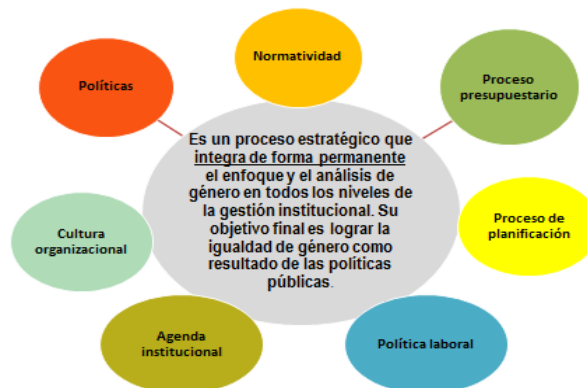 Normatividad
Políticas
Proceso
presupuestario
Es un proceso estratégico que
integra de forma permanente
el enfoque y el análisis de
género en todos los niveles de
la gestión institucional. Su
objetivo final es lograr la
igualdad de género como
resultado de las políticas
públicas.
Cultura
organizacional
Proceso de
planificación
Agenda
institucional
Política laboral